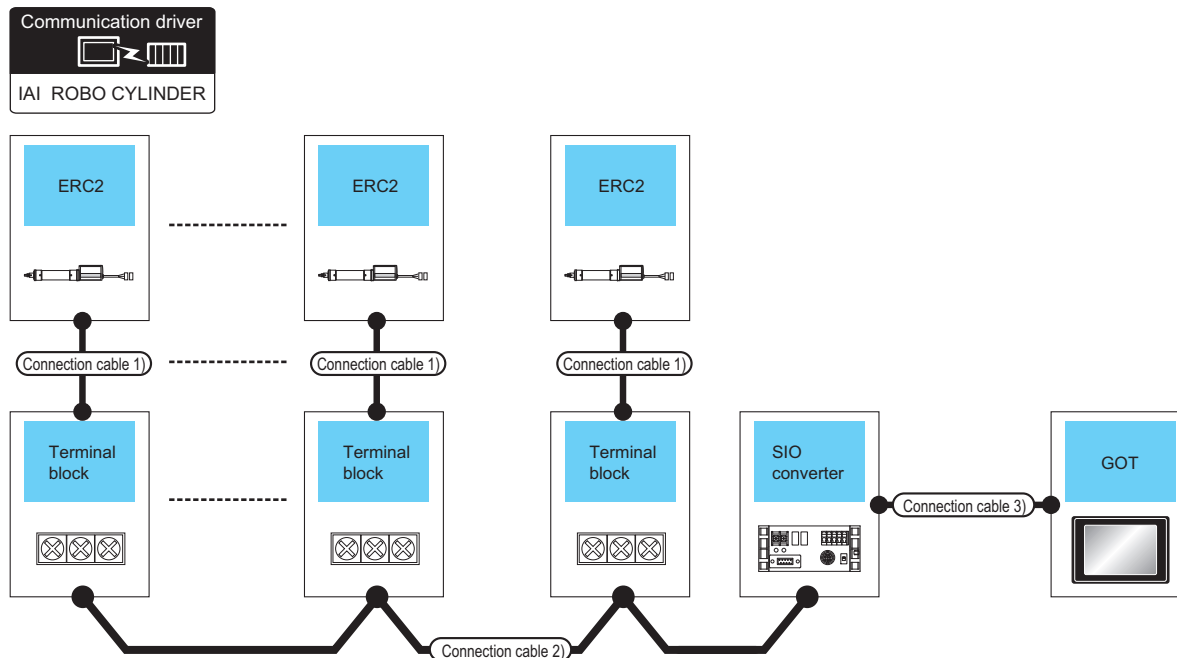 Communication driver
IAI ROBO CYLINDER
ERC2
ERC2
ERC2
Connection cable 1)
Connection cable 1)
Connection cable 1)
Terminal
block
Terminal
block
Terminal
block
SIO
converter
GOT
Connection cable 3)
Connection cable 2)